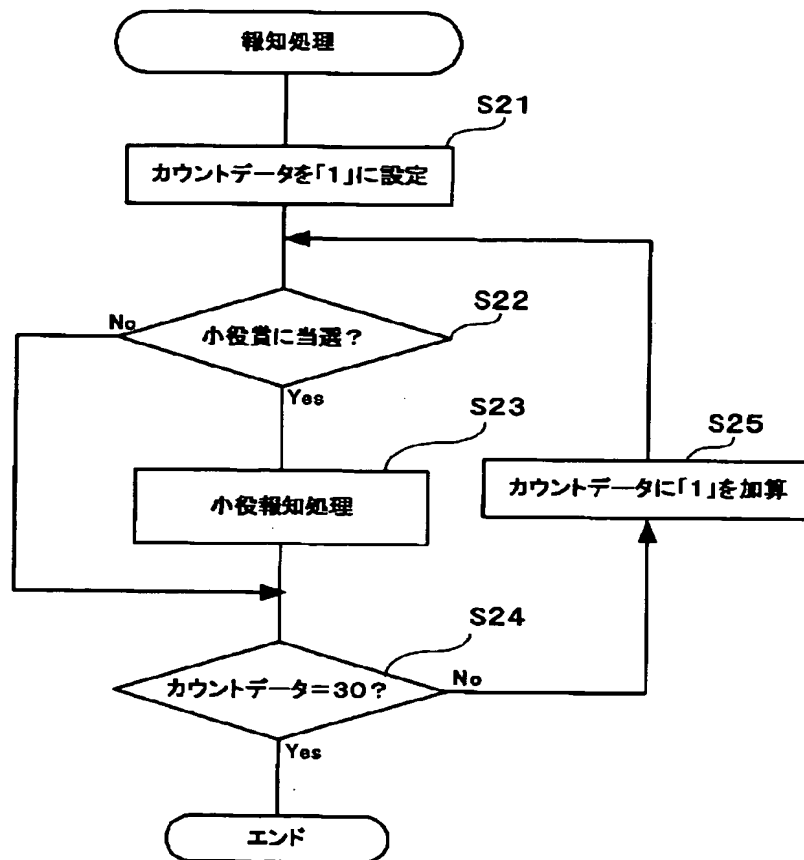 報知処理
S21
カウントデータを「1」に設定
S22
No
小役賞に当選？
Yes
S23
S25
小役報知処理
カウントデータに「1」を加算
S24
カウントデータ＝30？
No
Yes
エンド